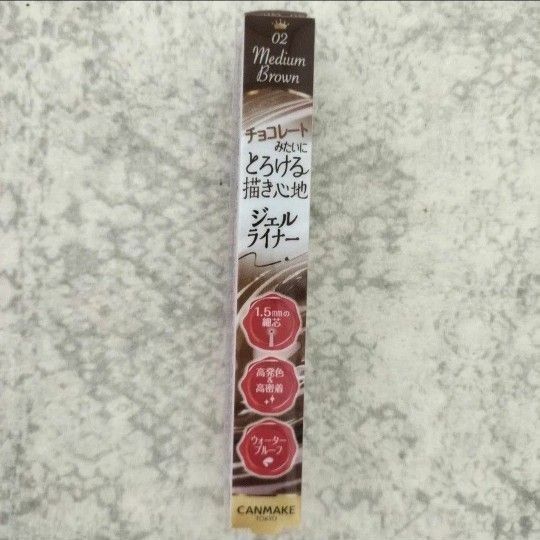 02
Medium
Brown
チョコレート
みたいに
とろける
描き心地
ジェル
ライナー
1.5mmの
細芯
高発色
&
高密着
ウォーター
プルーフ
CANMAKE
TOKYO